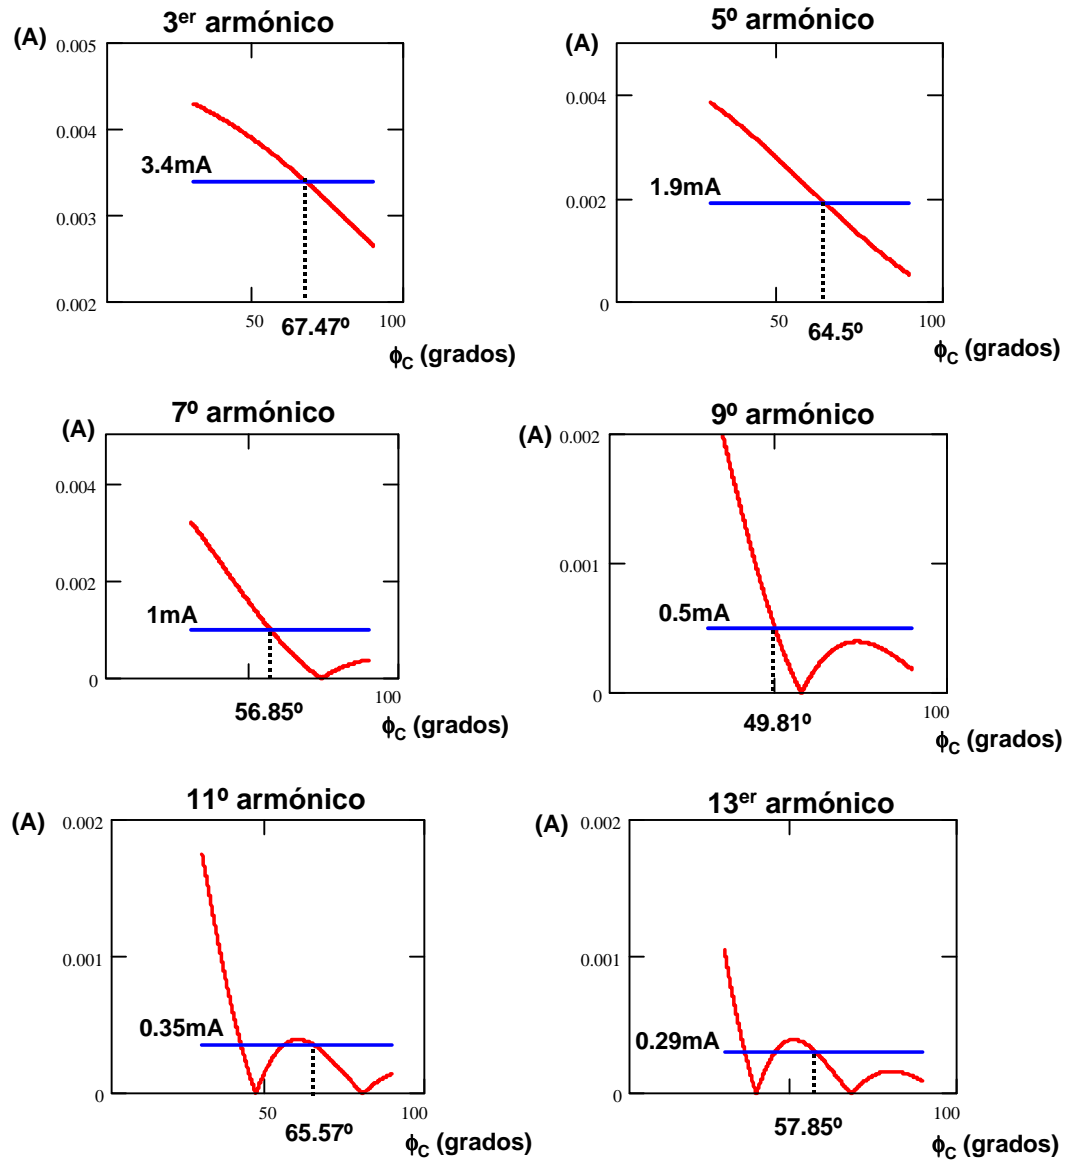 3er armónico
(A)
0.005
0.004
3.4mA
0.003
0.002
50
100
67.47º
ϕC (grados)
5º armónico
(A)
0.004
1.9mA
0.002
0
50
100
64.5º
ϕC (grados)
7º armónico
(A)
0.004
0.002
1mA
0
50
100
56.85º
ϕC (grados)
9º armónico
(A)
0.002
0.001
0.5mA
0
100
49.81º
ϕC (grados)
11º armónico
(A)
0.002
0.001
0.35mA
0
50
100
65.57º
ϕC (grados)
13er armónico
(A)
0.002
0.001
0.29mA
0
100
57.85º
ϕC (grados)